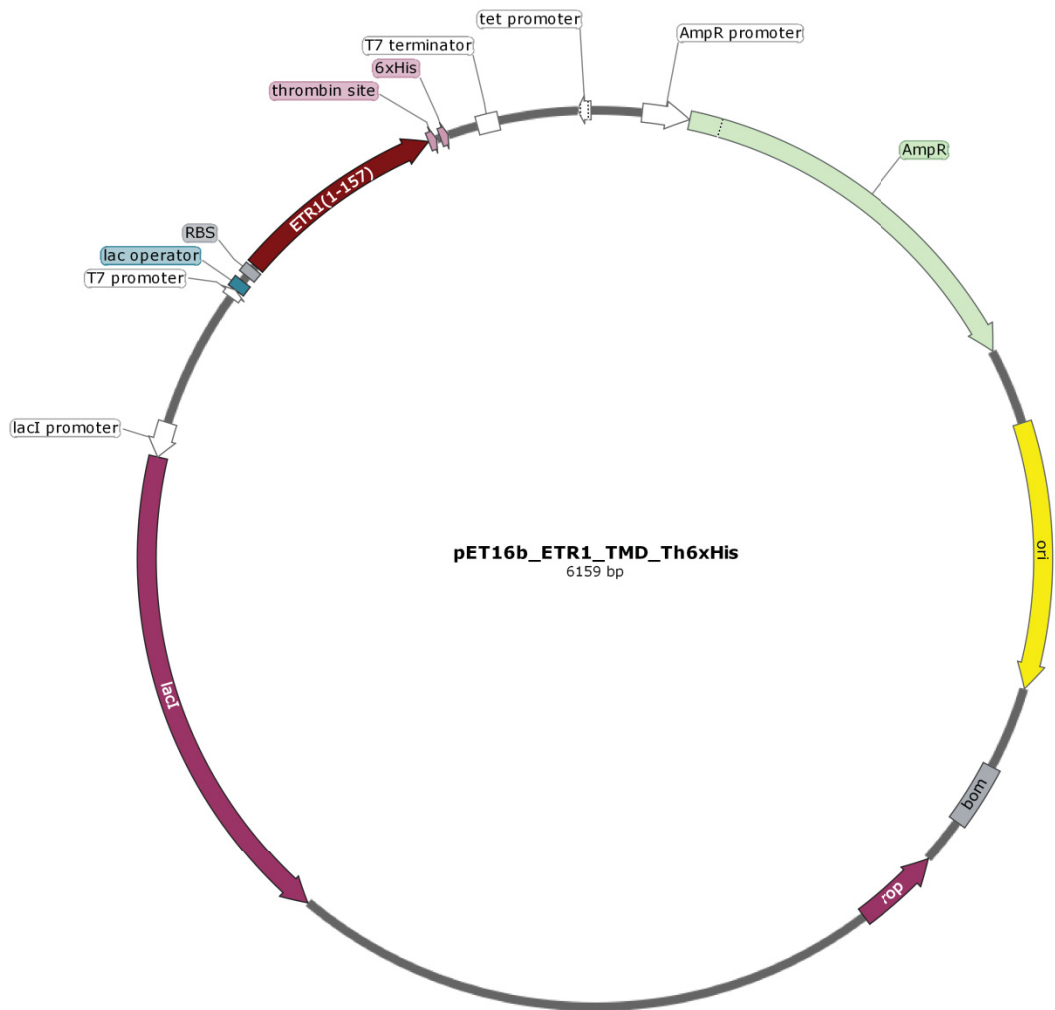 tet promoter
AmpR promoter
T7 terminator
6xHis
thrombin site
AmpR
ETR1(1-157)
RBS
lac operator
T7 promoter
lacI promoter
pET16b_ETR1_TMD_Th6xHis
6159 bp
ori
lacI
bom
rop